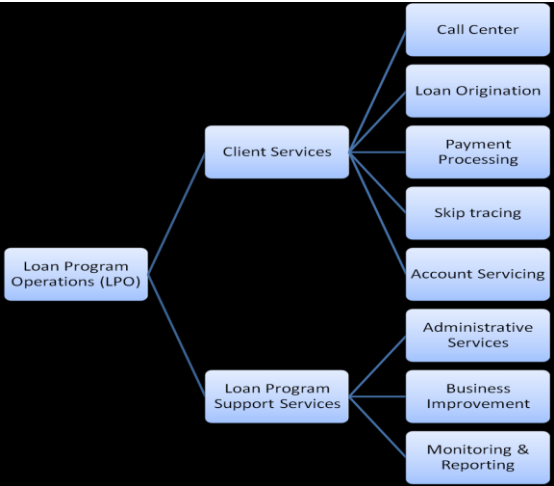 Call Center
Loan Origination
Payment
Processing
Client Services
Skip tracing
Account Servicing
Loan Program
Operations (LPO)
Administrative
Services
Loan Program
Support Services
Business
Improvement
Monitoring &
Reporting